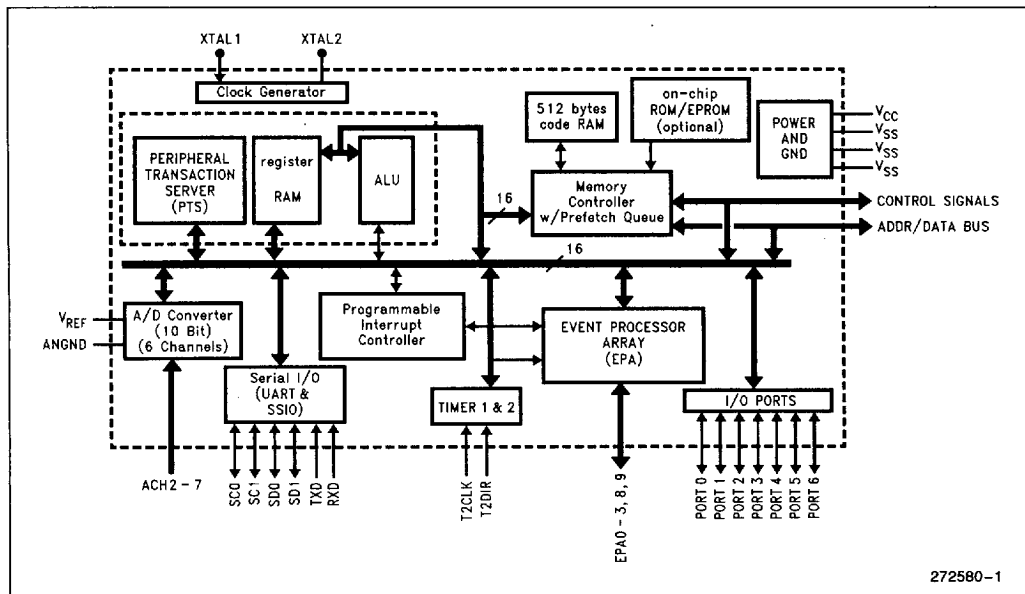 XTAL1
XTAL2
Clock Generator
512 bytes
code RAM
on-chip
ROM/EPROM
(optional)
POWER
AND
GND
VCC
VSS
VSS
VSS
PERIPHERAL
TRANSACTION
SERVER
(PTS)
register
RAM
ALU
16
Memory
Controller
w/Prefetch Queue
CONTROL SIGNALS
ADDR/DATA BUS
16
VREF
ANGND
A/D Converter
(10 Bit)
(6 Channels)
Programmable
Interrupt
Controller
EVENT PROCESSOR
ARRAY
(EPA)
Serial I/O
(UART &
SSIO)
TIMER 1 & 2
I/O PORTS
ACH2-7
SC0
SC1
SD0
SD1
TXD
RXD
T2CLK
T2DIR
EPA0-3, 8, 9
PORT 0
PORT 1
PORT 2
PORT 3
PORT 4
PORT 5
PORT 6
272580-1